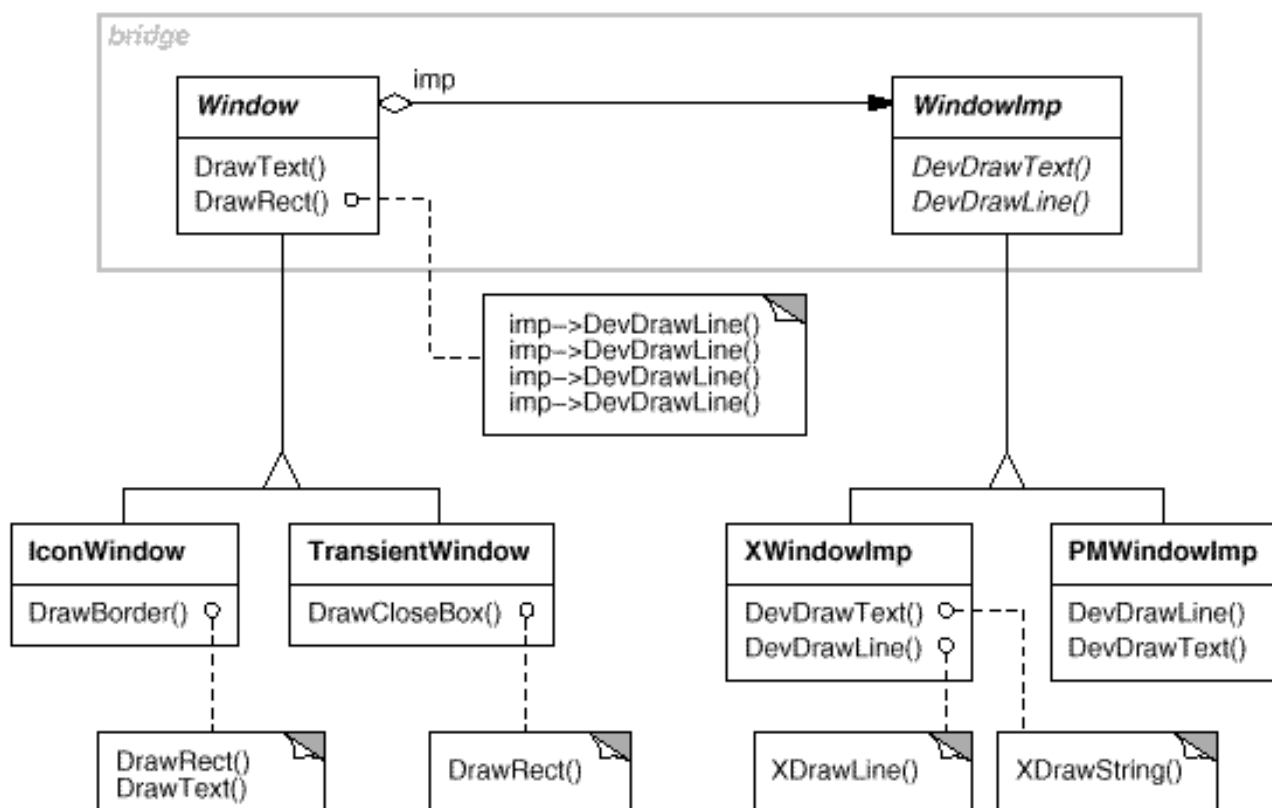 bridge
imp
Window
WindowImp
DrawText()
DrawRect()
DevDrawText()
DevDrawLine()
imp->DevDrawLine()
imp->DevDrawLine()
imp->DevDrawLine()
imp->DevDrawLine()
IconWindow
DrawBorder()
TransientWindow
DrawCloseBox()
XWindowImp
DevDrawText()
DevDrawLine()
PMWindowImp
DevDrawLine()
DevDrawText()
DrawRect()
DrawText()
DrawRect()
XDrawLine()
XDrawString()